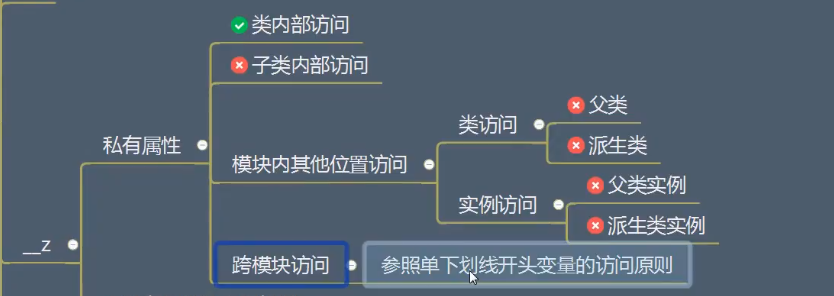 类内部访问
子类内部访问
父类
类访问
派生类
私有属性
模块内其他位置访问
父类实例
实例访问
派生类实例
__z
跨模块访问
参照单下划线开头变量的访问原则